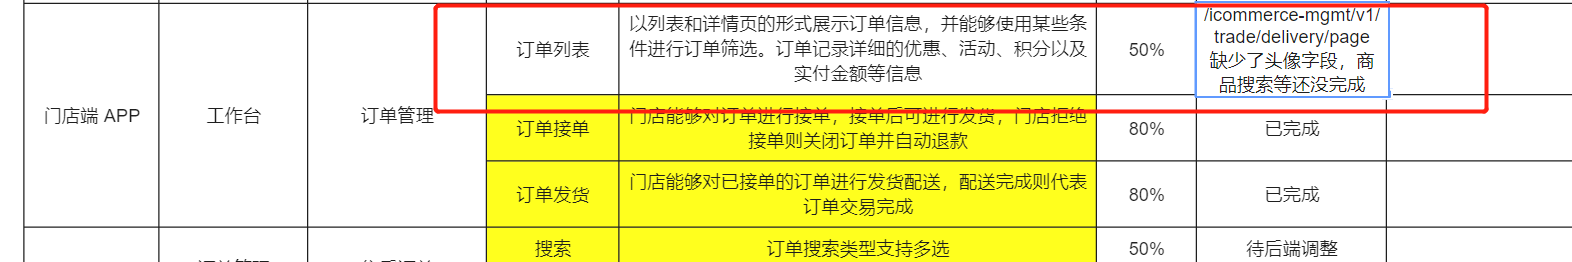 门店端 APP
工作台
订单管理
订单列表
以列表和详情页的形式展示订单信息，并能够使用某些条
件进行订单筛选。订单记录详细的优惠、活动、积分以及
实付金额等信息
50%
/icommerce-mgmt/v1/
trade/delivery/page
缺少了头像字段，商
品搜索等还没完成
订单接单
门店能够对订单进行接单，接单后可进行发货，门店拒绝
接单则关闭订单并自动退款
80%
已完成
订单发货
门店能够对已接单的订单进行发货配送，配送完成则代表
订单交易完成
80%
已完成
搜索
订单搜索类型支持多选
50%
待后端调整